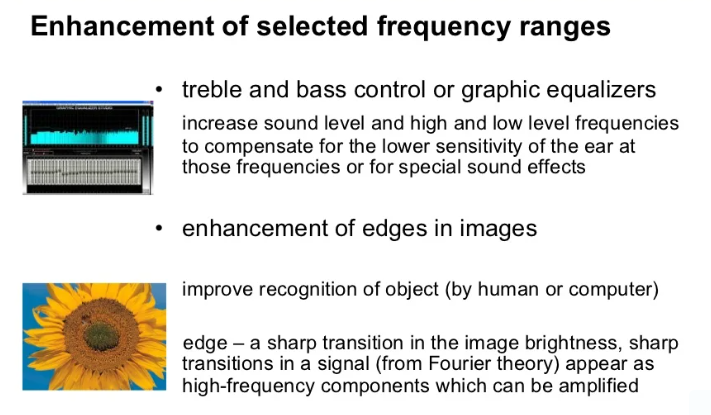 Enhancement of selected frequency ranges
• treble and bass control or graphic equalizers
increase sound level and high and low level frequencies
to compensate for the lower sensitivity of the ear at
those frequencies or for special sound effects
• enhancement of edges in images
improve recognition of object (by human or computer)
edge – a sharp transition in the image brightness, sharp
transitions in a signal (from Fourier theory) appear as
high-frequency components which can be amplified